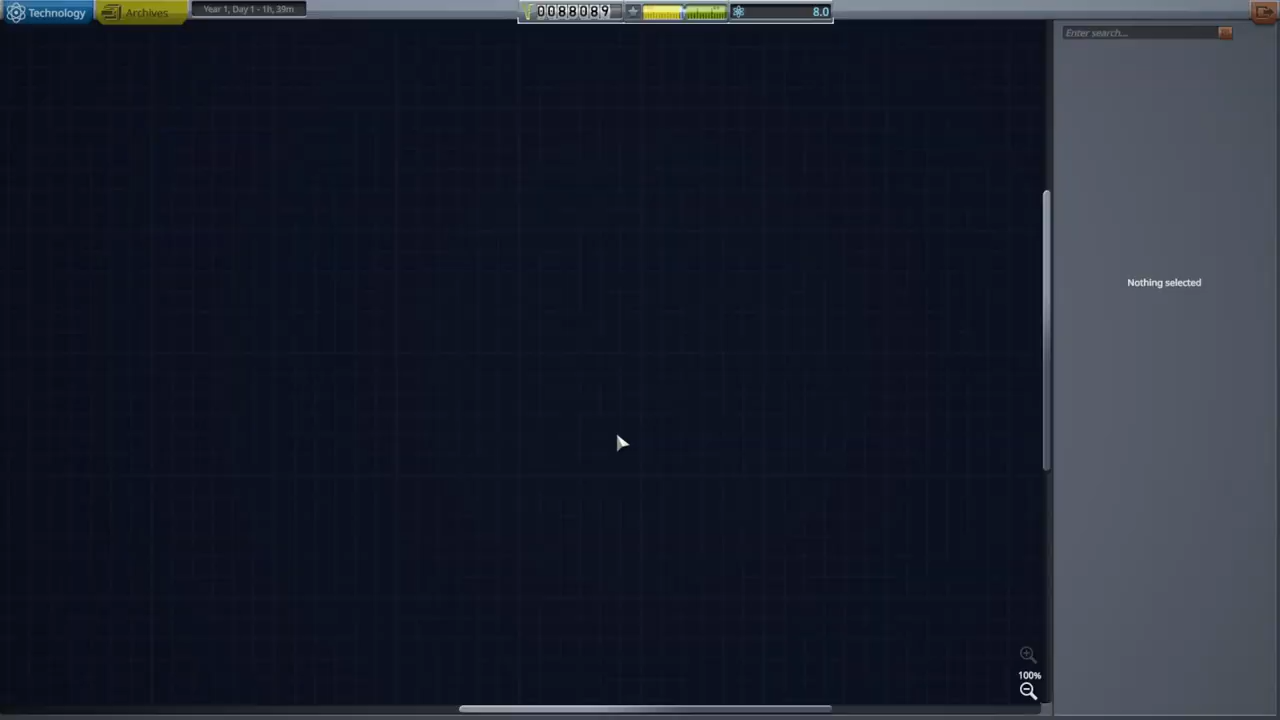 Technology
Archives
Year 1, Day 1 - 1h, 39m
0088089
8.0
Enter search...
Nothing selected
100%